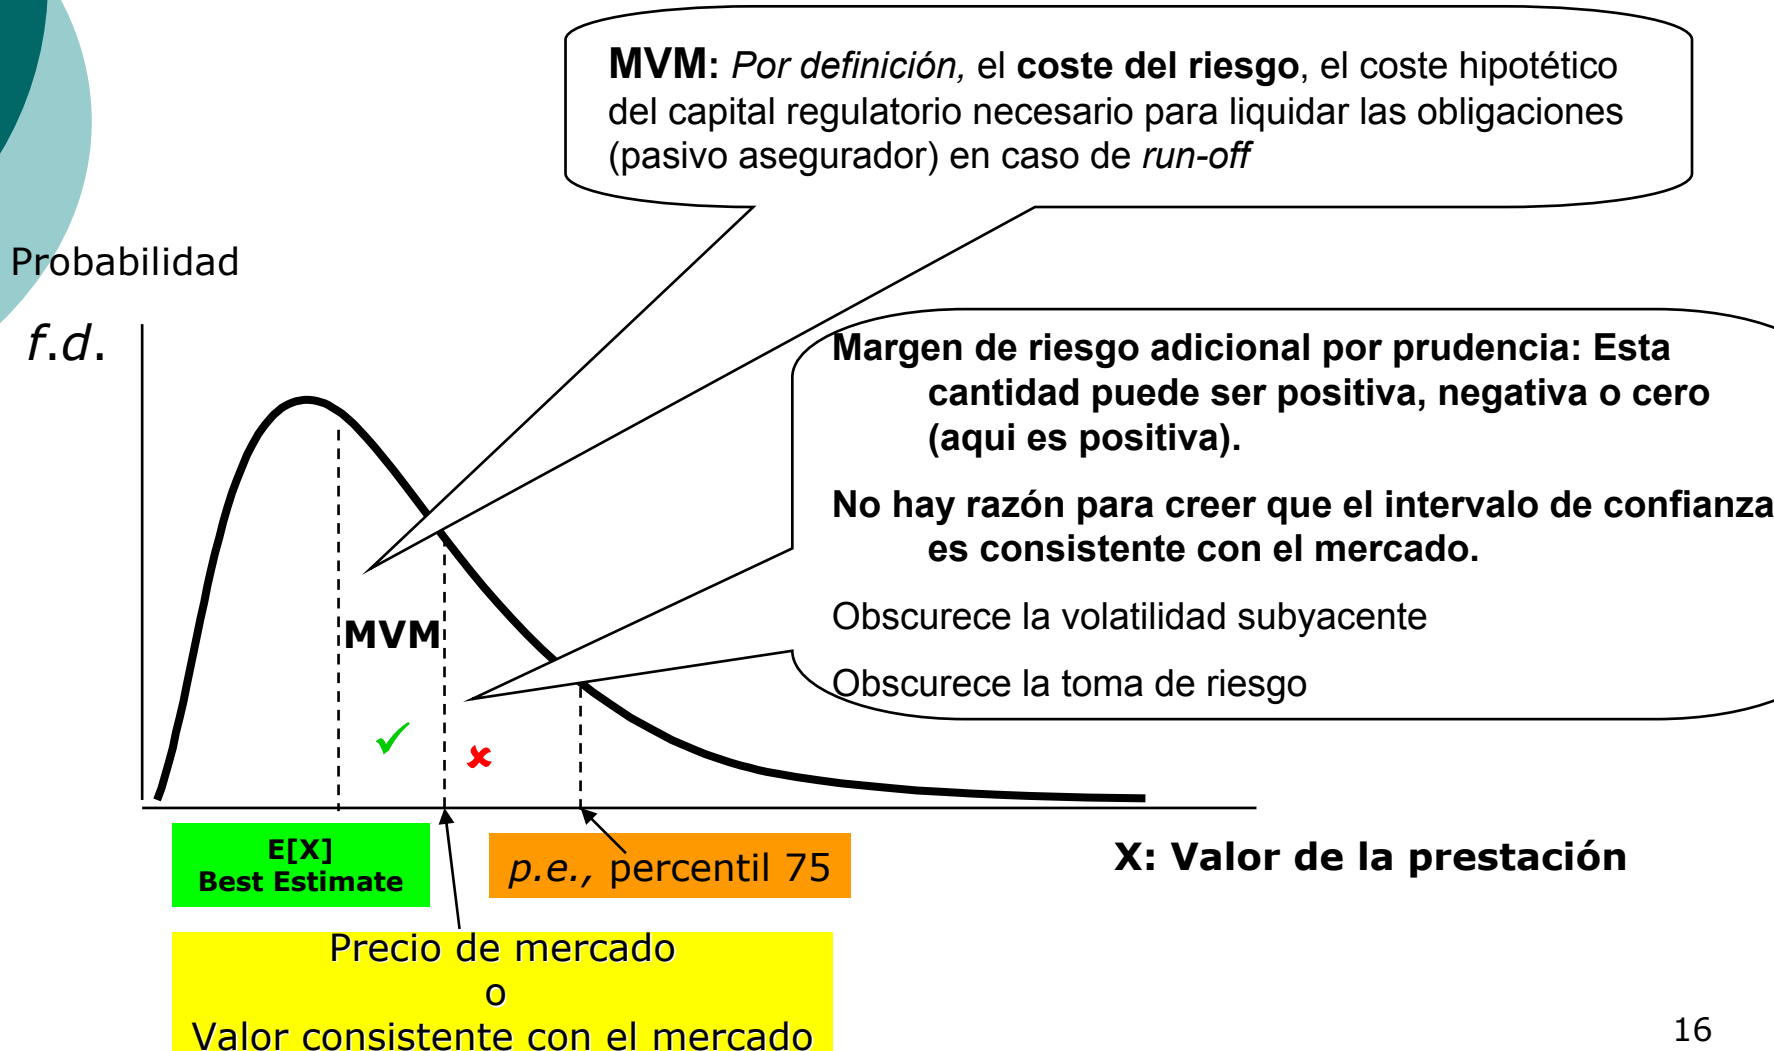 MVM: Por definición, el coste del riesgo, el coste hipotético
del capital regulatorio necesario para liquidar las obligaciones
(pasivo asegurador) en caso de run-off
Probabilidad
f.d.
Margen de riesgo adicional por prudencia: Esta
cantidad puede ser positiva, negativa o cero
(aqui es positiva).
No hay razón para creer que el intervalo de confianza
es consistente con el mercado.
Obscurece la volatilidad subyacente
Obscurece la toma de riesgo
MVM
E[X]
Best Estimate
p.e., percentil 75
X: Valor de la prestación
Precio de mercado
o
Valor consistente con el mercado
16